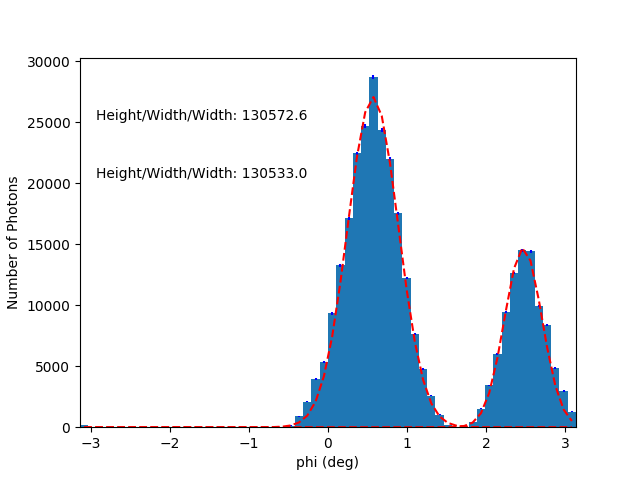 30000
25000
20000
15000
10000
5000
0
Number of Photons
Height/Width/Width: 130572.6
Height/Width/Width: 130533.0
−3 −2 −1 0 1 2 3
phi (deg)